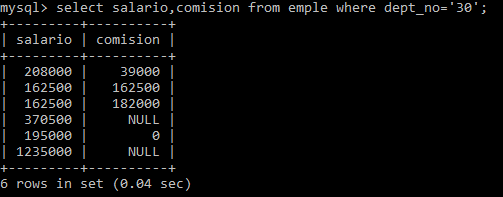 mysql> select salario,comision from emple where dept_no='30';
+---------+----------+
| salario | comision |
+---------+----------+
|  208000 |    39000 |
|  162500 |   162500 |
|  162500 |   182000 |
|  370500 |     NULL |
|  195000 |        0 |
| 1235000 |     NULL |
+---------+----------+
6 rows in set (0.04 sec)